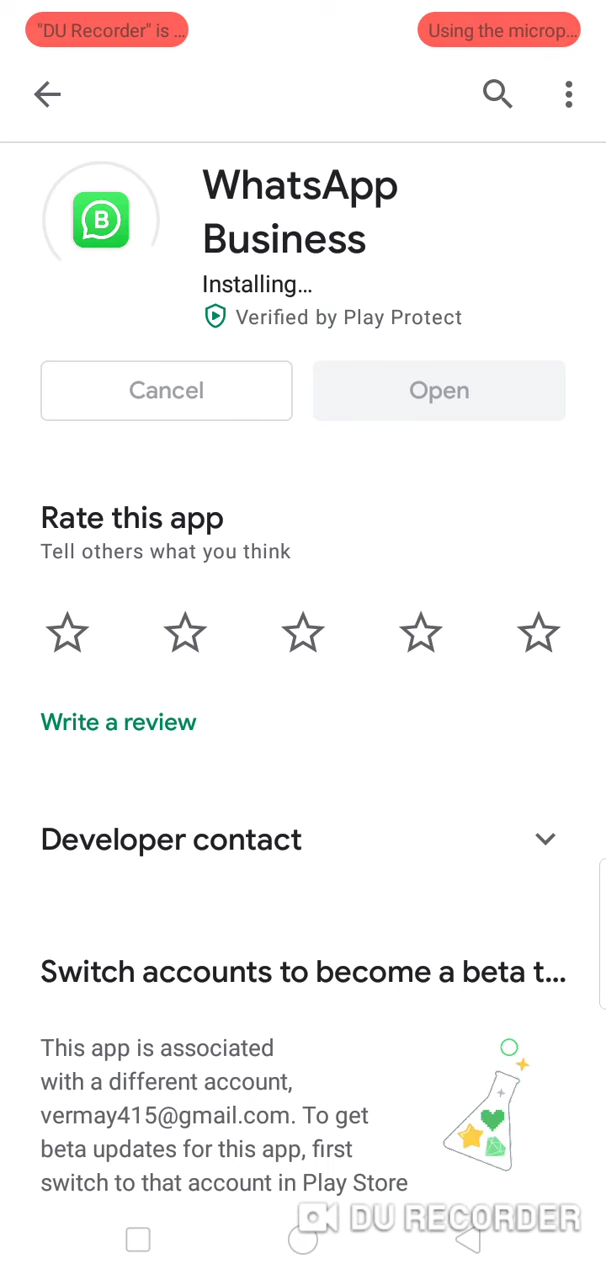 "DU Recorder" is ...
Using the microp...
WhatsApp
Business
B
Installing...
Verified by Play Protect
Cancel
Open
Rate this app
Tell others what you think
Write a review
Developer contact
Switch accounts to become a beta t...
This app is associated
with a different account,
vermay415@gmail.com. To get
beta updates for this app, first
switch to that account in Play Store
DU RECORDER